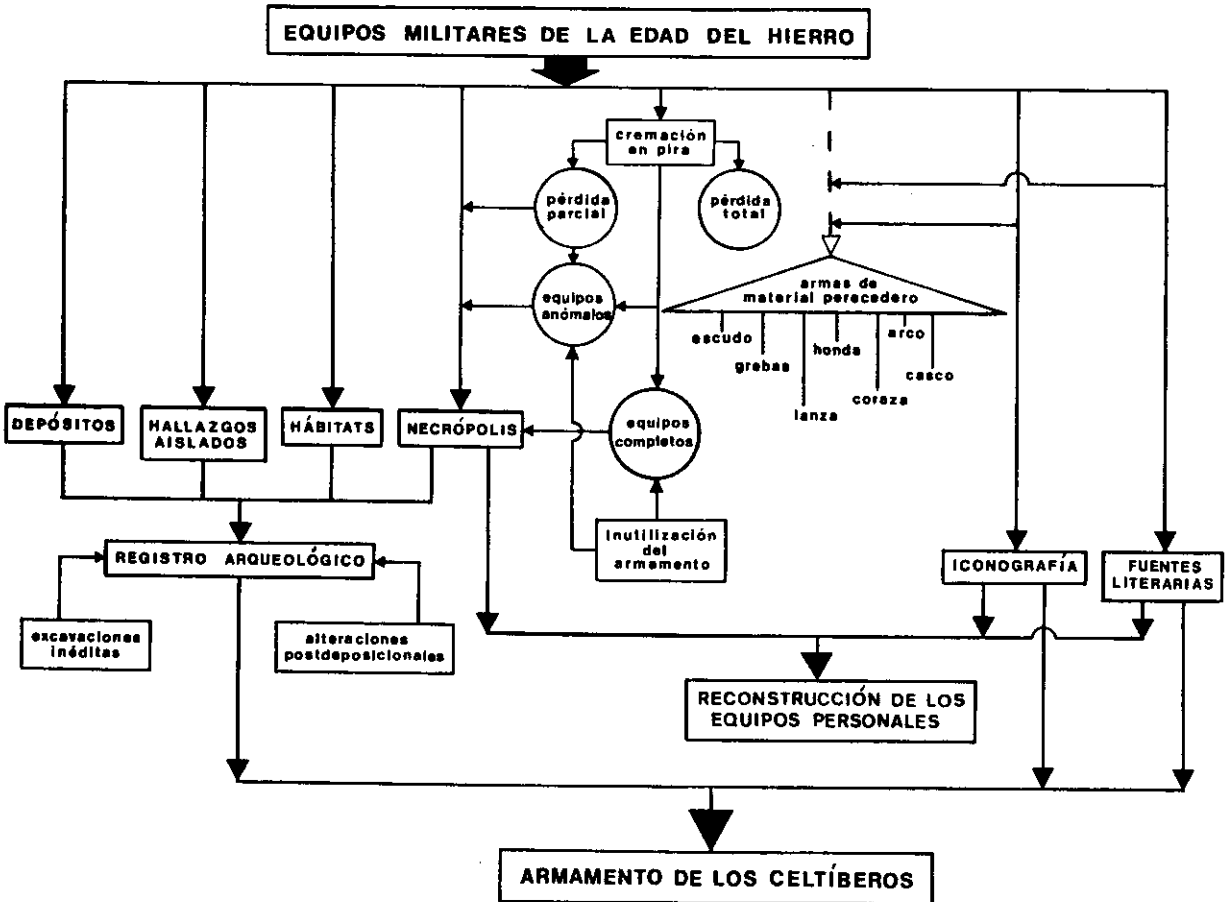 EQUIPOS MILITARES DE LA EDAD DEL HIERRO
cremación
en pira
pérdida
parcial
pérdida
total
equipos
anómalos
armas de
material perecedero
escudo
grebas
lanza
honda
coraza
arco
casco
DEPÓSITOS
HALLAZGOS
AISLADOS
HÁBITATS
NECRÓPOLIS
equipos
completos
Inutilización
del
armamento
REGISTRO ARQUEOLÓGICO
ICONOGRAFÍA
FUENTES
LITERARIAS
excavaciones
inéditas
alteraciones
postdeposicionales
RECONSTRUCCIÓN DE LOS
EQUIPOS PERSONALES
ARMAMENTO DE LOS CELTÍBEROS